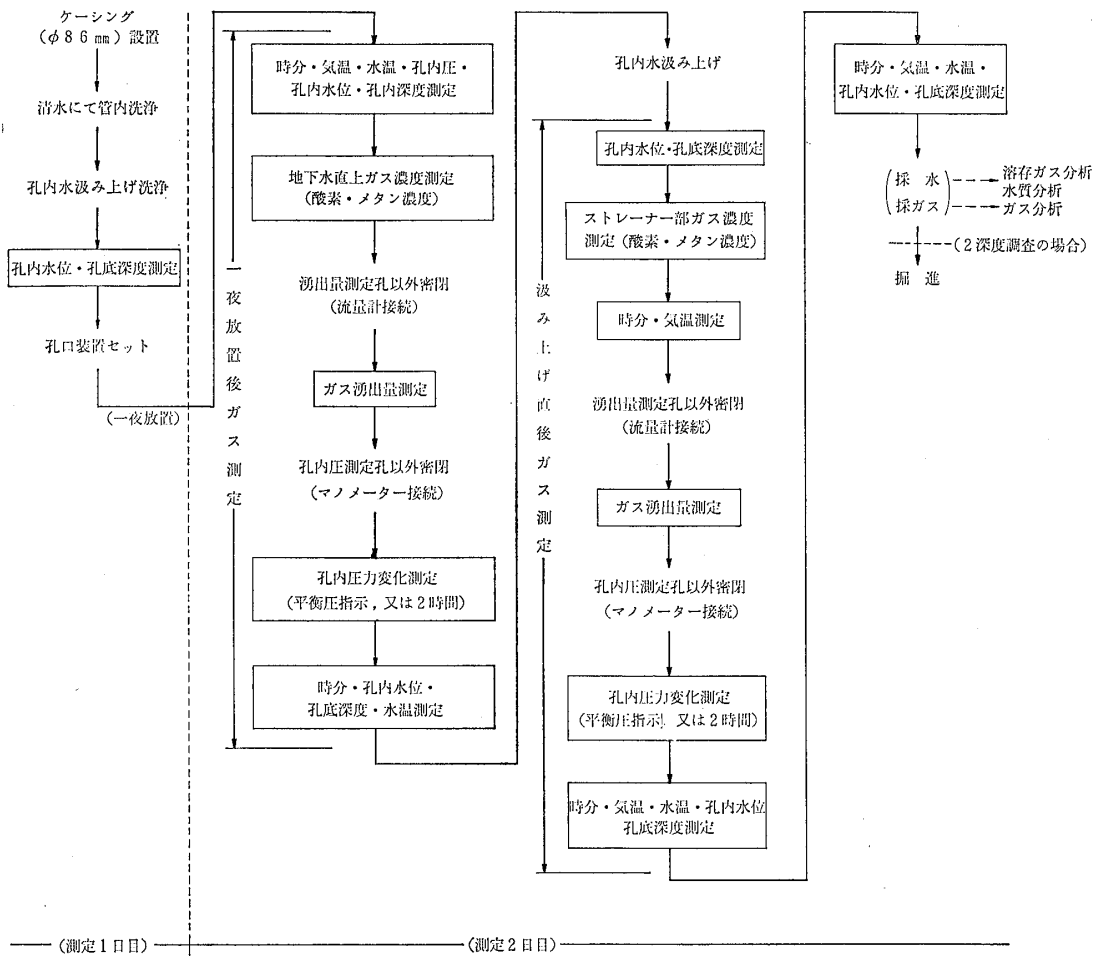 ケーシング
(φ86㎜) 設置
清水にて管内洗浄
孔内水汲み上げ洗浄
孔内水位・孔底深度測定
孔口装置セット
(一夜放置)
一夜放置後ガス測定
時分・気温・水温・孔内圧・
孔内水位・孔内深度測定
地下水直上ガス濃度測定
(酸素・メタン濃度)
湧出量測定孔以外密閉
(流量計接続)
ガス湧出量測定
孔内圧測定孔以外密閉
(マノメーター接続)
孔内圧力変化測定
(平衡圧指示,又は2時間)
時分・孔内水位・
孔底深度・水温測定
孔内水汲み上げ
汲み上げ直後ガス測定
孔内水位・孔底深度測定
ストレーナー部ガス濃度
測定(酸素・メタン濃度)
時分・気温測定
湧出量測定孔以外密閉
(流量計接続)
ガス湧出量測定
孔内圧測定孔以外密閉
(マノメーター接続)
孔内圧力変化測定
(平衡圧指示, 又は2時間)
時分・気温・水温・孔内水位
孔底深度測定
時分・気温・水温・
孔内水位・孔底深度測定
(採水) 溶存ガス分析
水質分析
(採ガス) ガス分析
(2深度調査の場合)
掘進
(測定1日目)
(測定2日目)